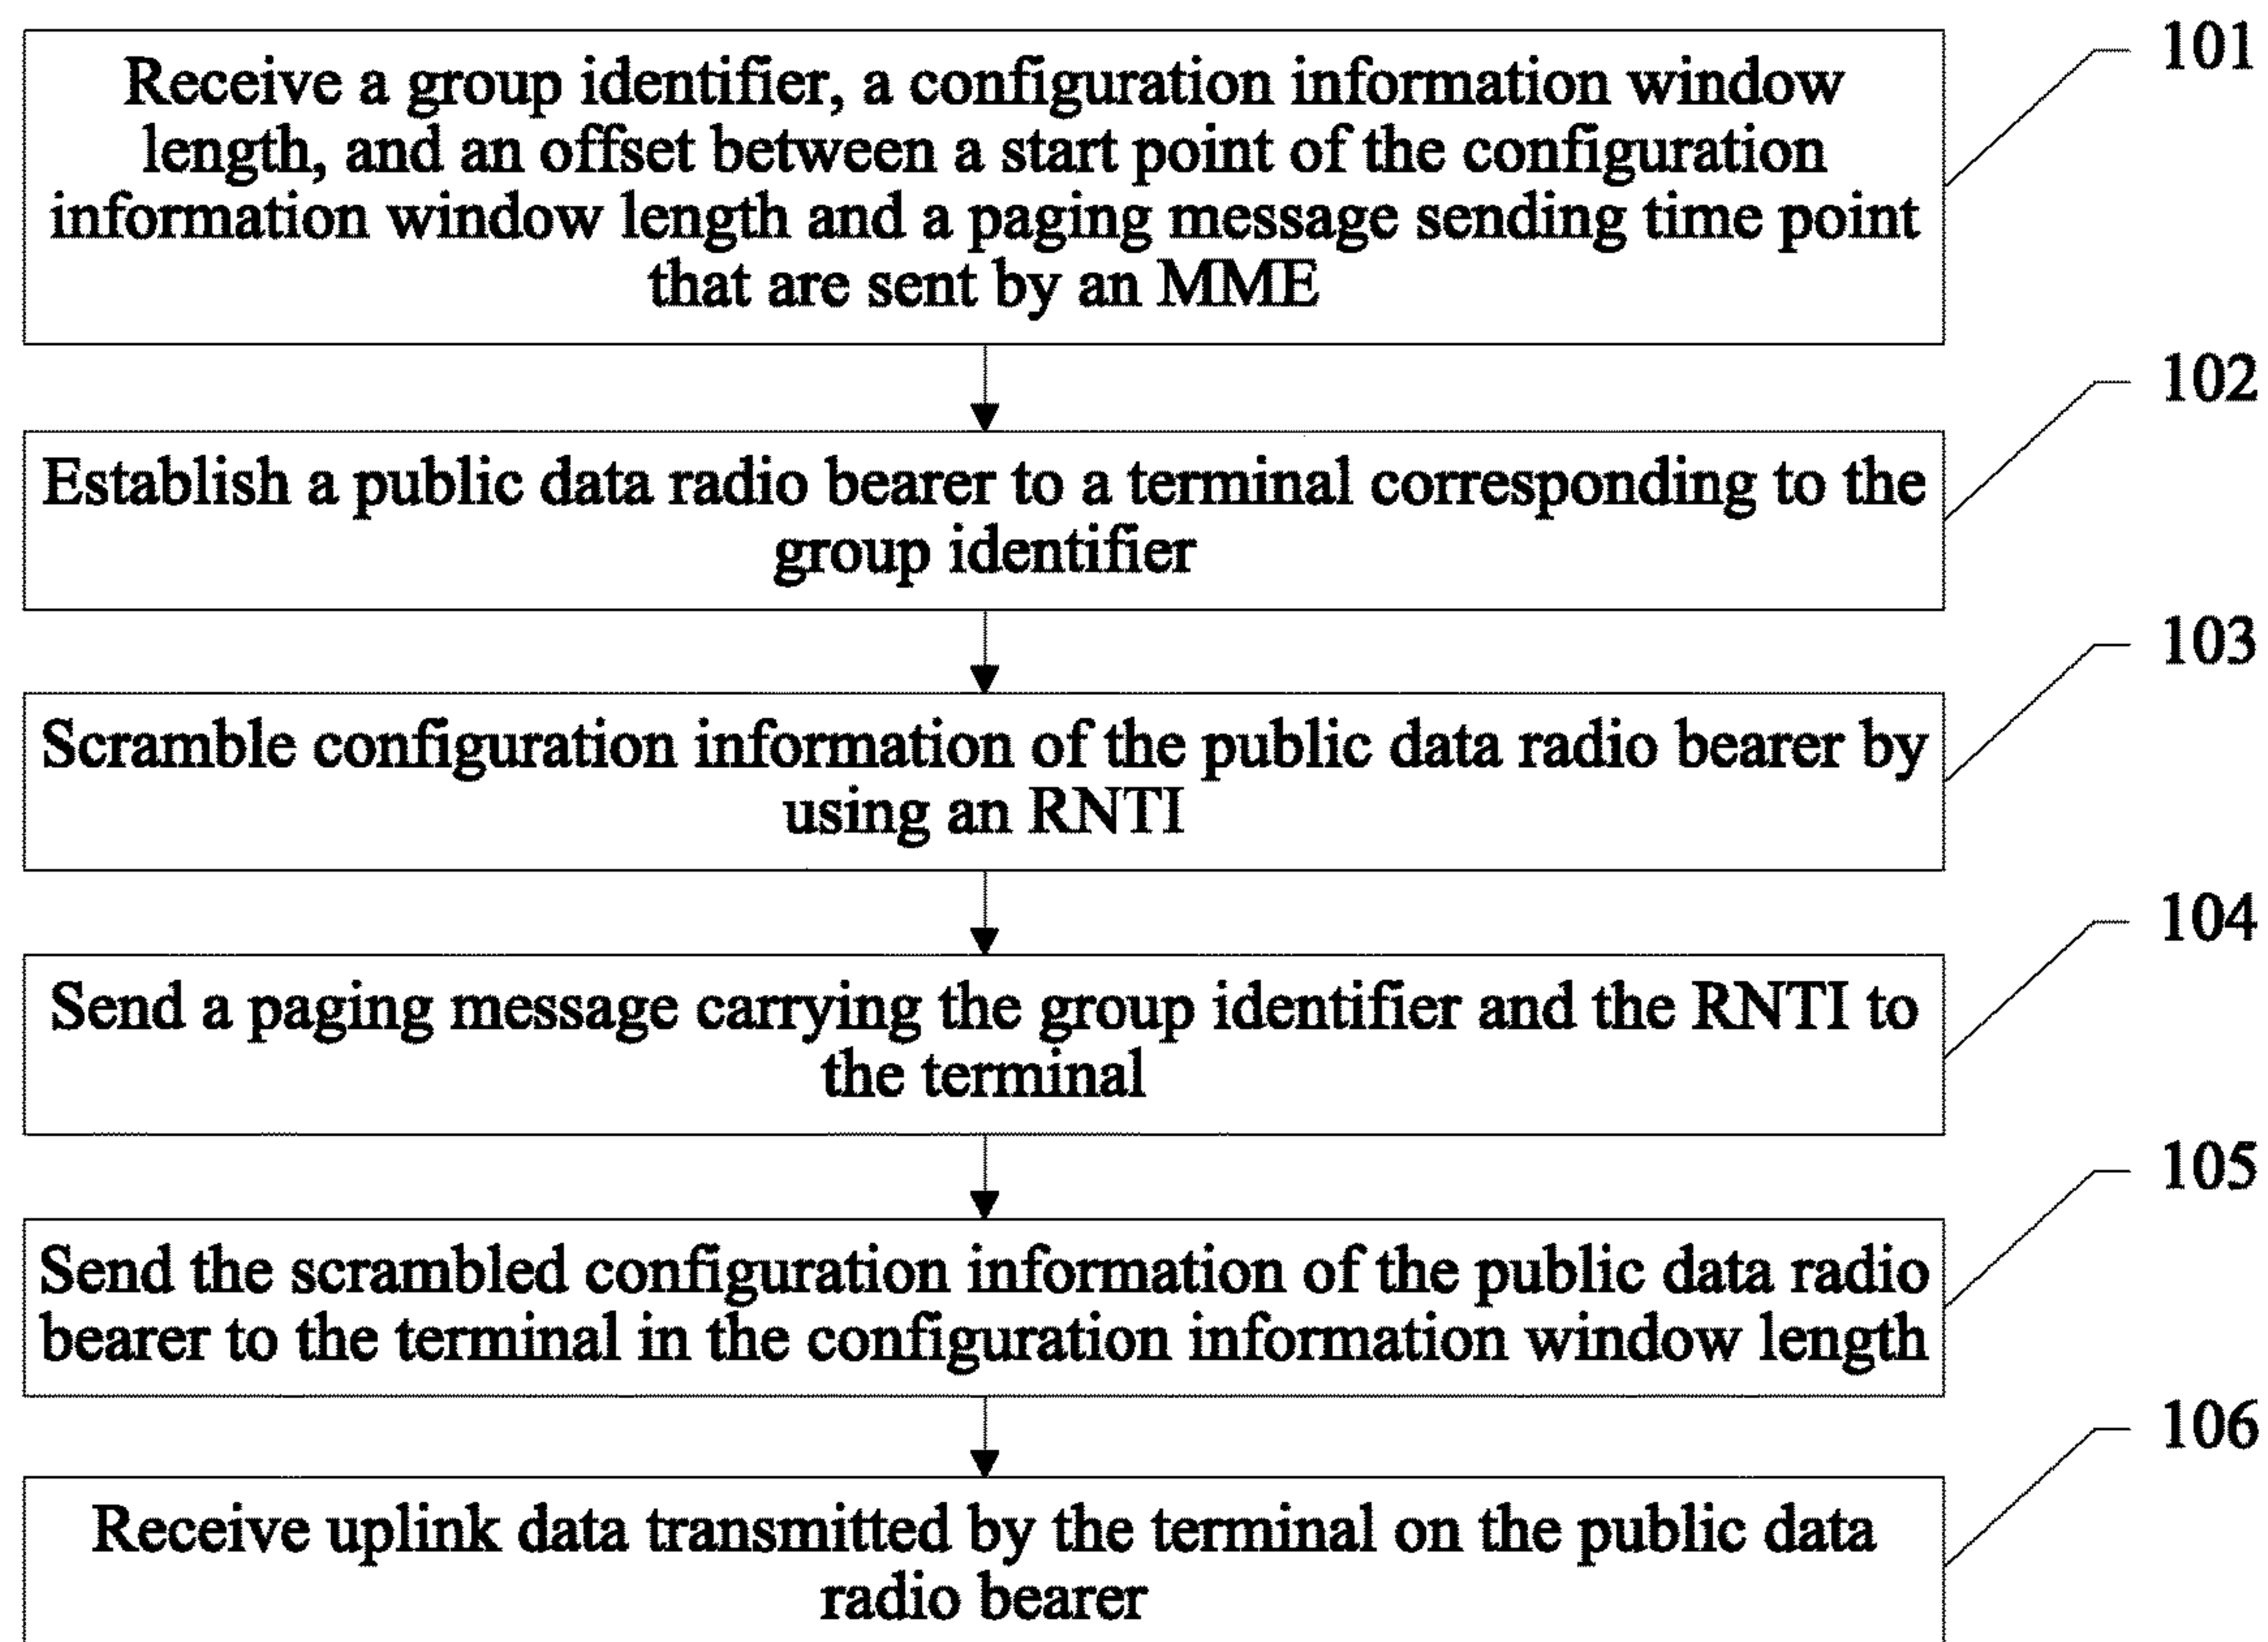 101
Receive a group identifier, a configuration information window
length, and an offset between a start point of the configuration
information window length and a paging message sending time point
that are sent by an MME
102
Establish a public data radio bearer to a terminal corresponding to the
group identifier
103
Scramble configuration information of the public data radio bearer by
using an RNTI
104
Send a paging message carrying the group identifier and the RNTI to
the terminal
105
Send the scrambled configuration information of the public data radio
bearer to the terminal in the configuration information window length
106
Receive uplink data transmitted by the terminal on the public data
radio bearer